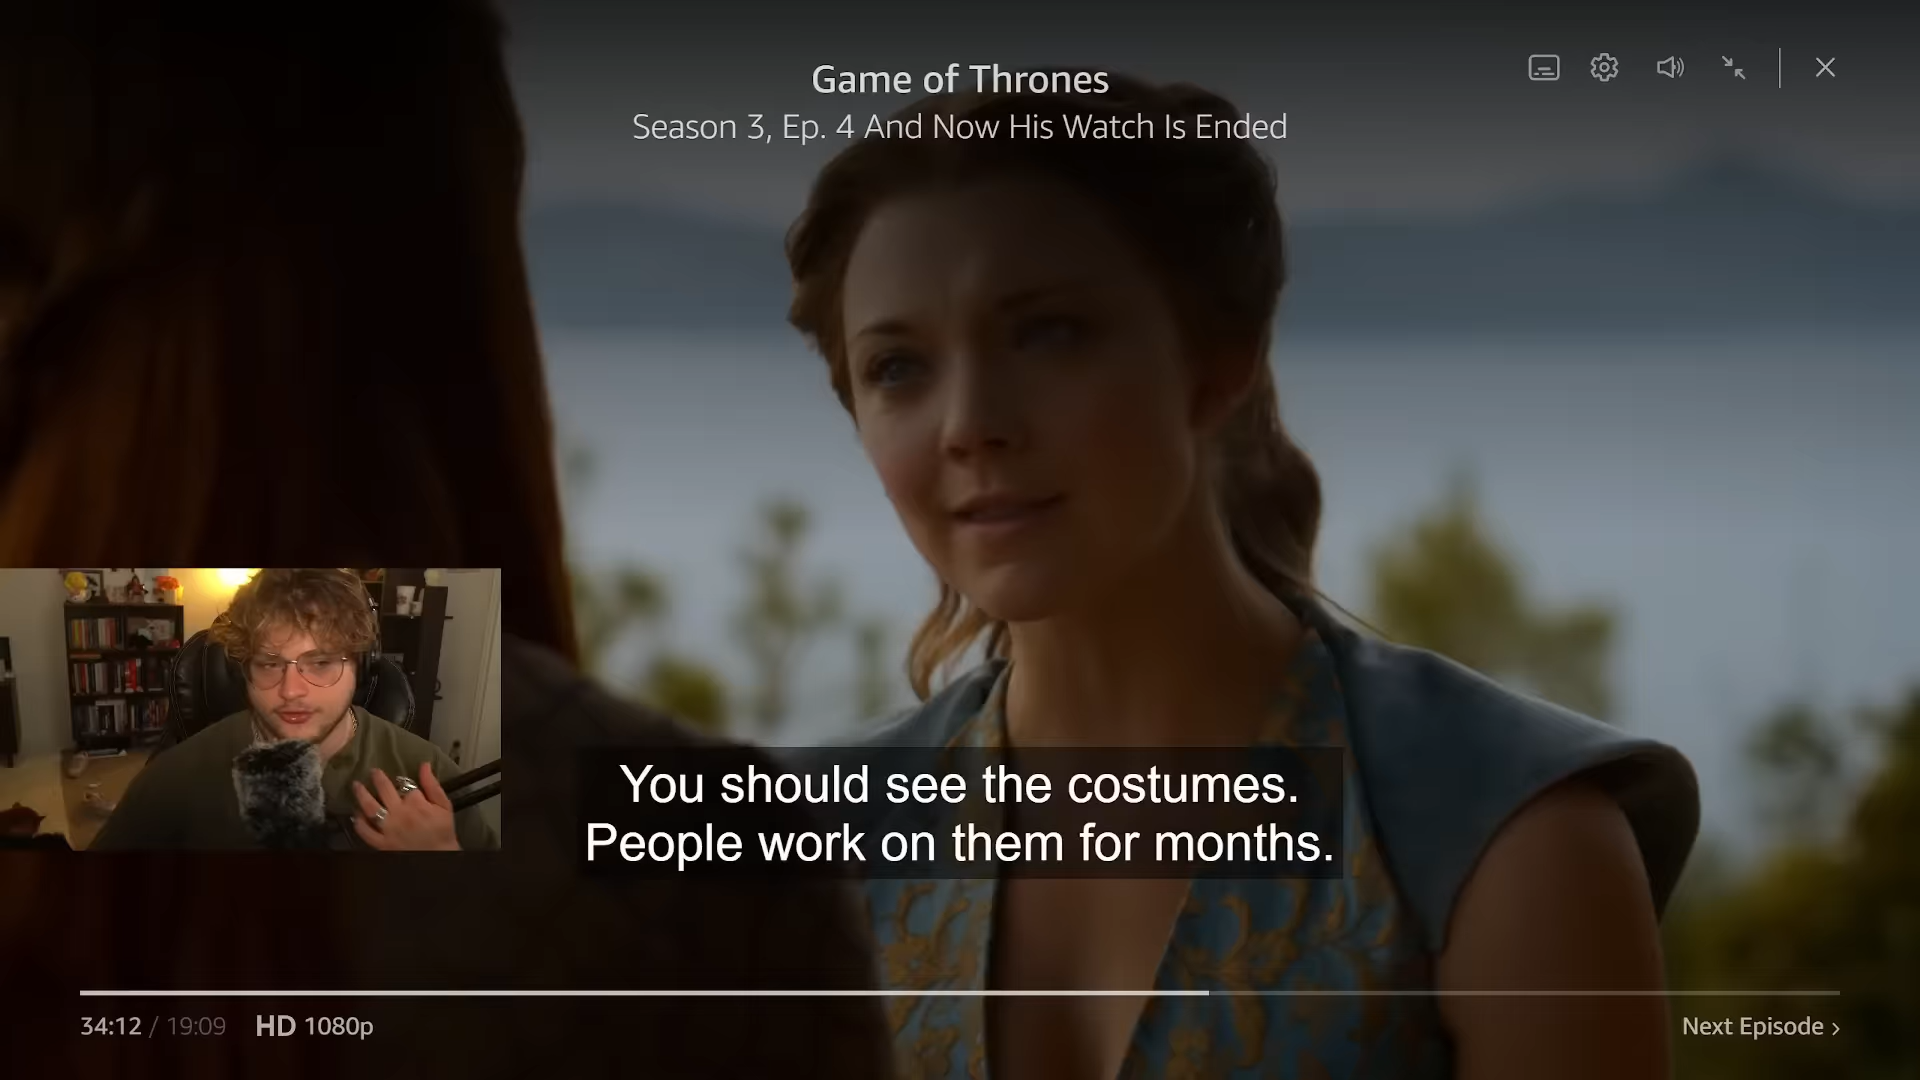 Game of Thrones
Season 3, Ep. 4 And Now His Watch Is Ended
You should see the costumes.
People work on them for months.
34:12 / 19:09 HD 1080p
Next Episode ›